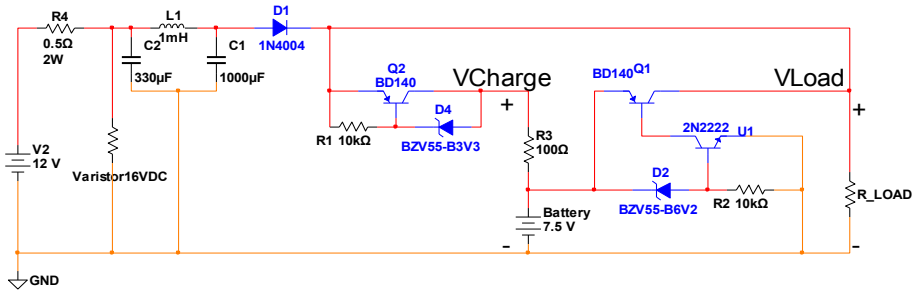 R4
0.5Ω
2W
L1
1mH
C2
330µF
C1
1000µF
D1
1N4004
Q2
BD140
VCharge
+
D4
R1 10kΩ
BZV55-B3V3
R3
100Ω
BD140 Q1
VLoad
+
2N2222 U1
V2
12 V
Varistor16VDC
D2
BZV55-B6V2
R2 10kΩ
R_LOAD
Battery
7.5 V
-
-
GND